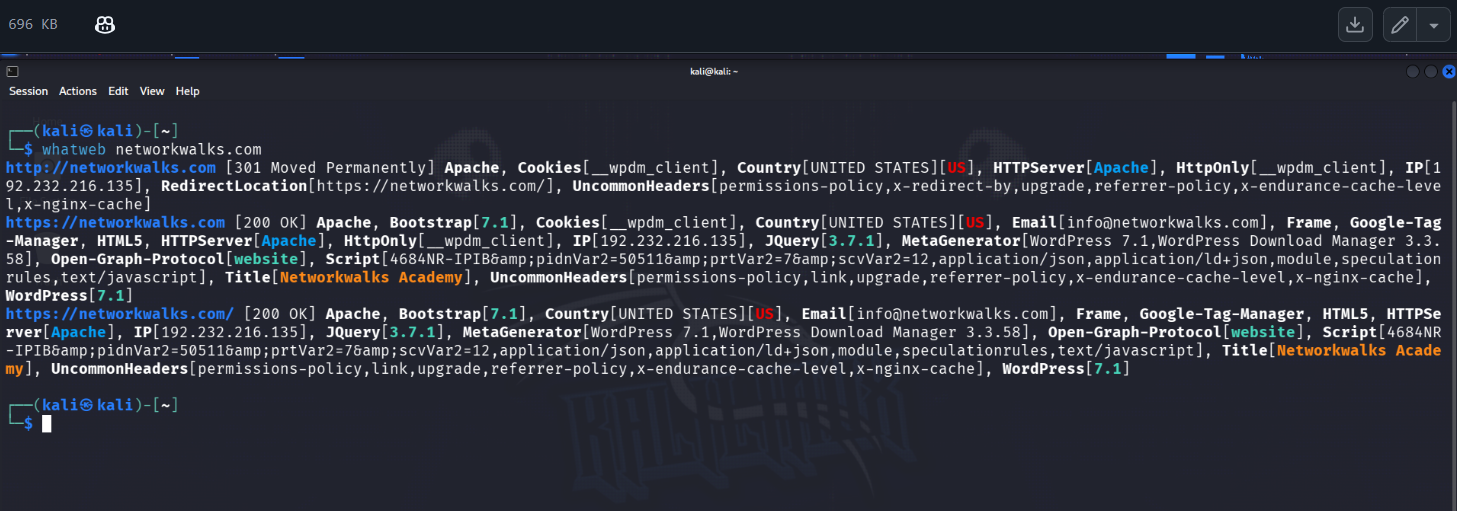 696 KB
kali@kali: ~
Session Actions Edit View Help
┌──(kali㉿kali)-[~]
└─$ whatweb networkwalks.com
http://networkwalks.com [301 Moved Permanently] Apache, Cookies[__wpdm_client], Country[UNITED STATES][US], HTTPServer[Apache], HttpOnly[__wpdm_client], IP[1
92.232.216.135], RedirectLocation[https://networkwalks.com/], UncommonHeaders[permissions-policy,x-redirect-by,upgrade,referrer-policy,x-endurance-cache-leve
l,x-nginx-cache]
https://networkwalks.com [200 OK] Apache, Bootstrap[7.1], Cookies[__wpdm_client], Country[UNITED STATES][US], Email[info@networkwalks.com], Frame, Google-Tag
-Manager, HTML5, HTTPServer[Apache], HttpOnly[__wpdm_client], IP[192.232.216.135], JQuery[3.7.1], MetaGenerator[WordPress 7.1,WordPress Download Manager 3.3.
58], Open-Graph-Protocol[website], Script[4684NR-IPIB&amp;pidnVar2=50511&amp;prtVar2=7&amp;scvVar2=12,application/json,application/ld+json,module,speculation
rules,text/javascript], Title[Networkwalks Academy], UncommonHeaders[permissions-policy,link,upgrade,referrer-policy,x-endurance-cache-level,x-nginx-cache],
WordPress[7.1]
https://networkwalks.com/ [200 OK] Apache, Bootstrap[7.1], Country[UNITED STATES][US], Email[info@networkwalks.com], Frame, Google-Tag-Manager, HTML5, HTTPSe
rver[Apache], IP[192.232.216.135], JQuery[3.7.1], MetaGenerator[WordPress 7.1,WordPress Download Manager 3.3.58], Open-Graph-Protocol[website], Script[4684NR
-IPIB&amp;pidnVar2=50511&amp;prtVar2=7&amp;scvVar2=12,application/json,application/ld+json,module,speculationrules,text/javascript], Title[Networkwalks Acade
my], UncommonHeaders[permissions-policy,link,upgrade,referrer-policy,x-endurance-cache-level,x-nginx-cache], WordPress[7.1]
┌──(kali㉿kali)-[~]
└─$
KALI LINUX